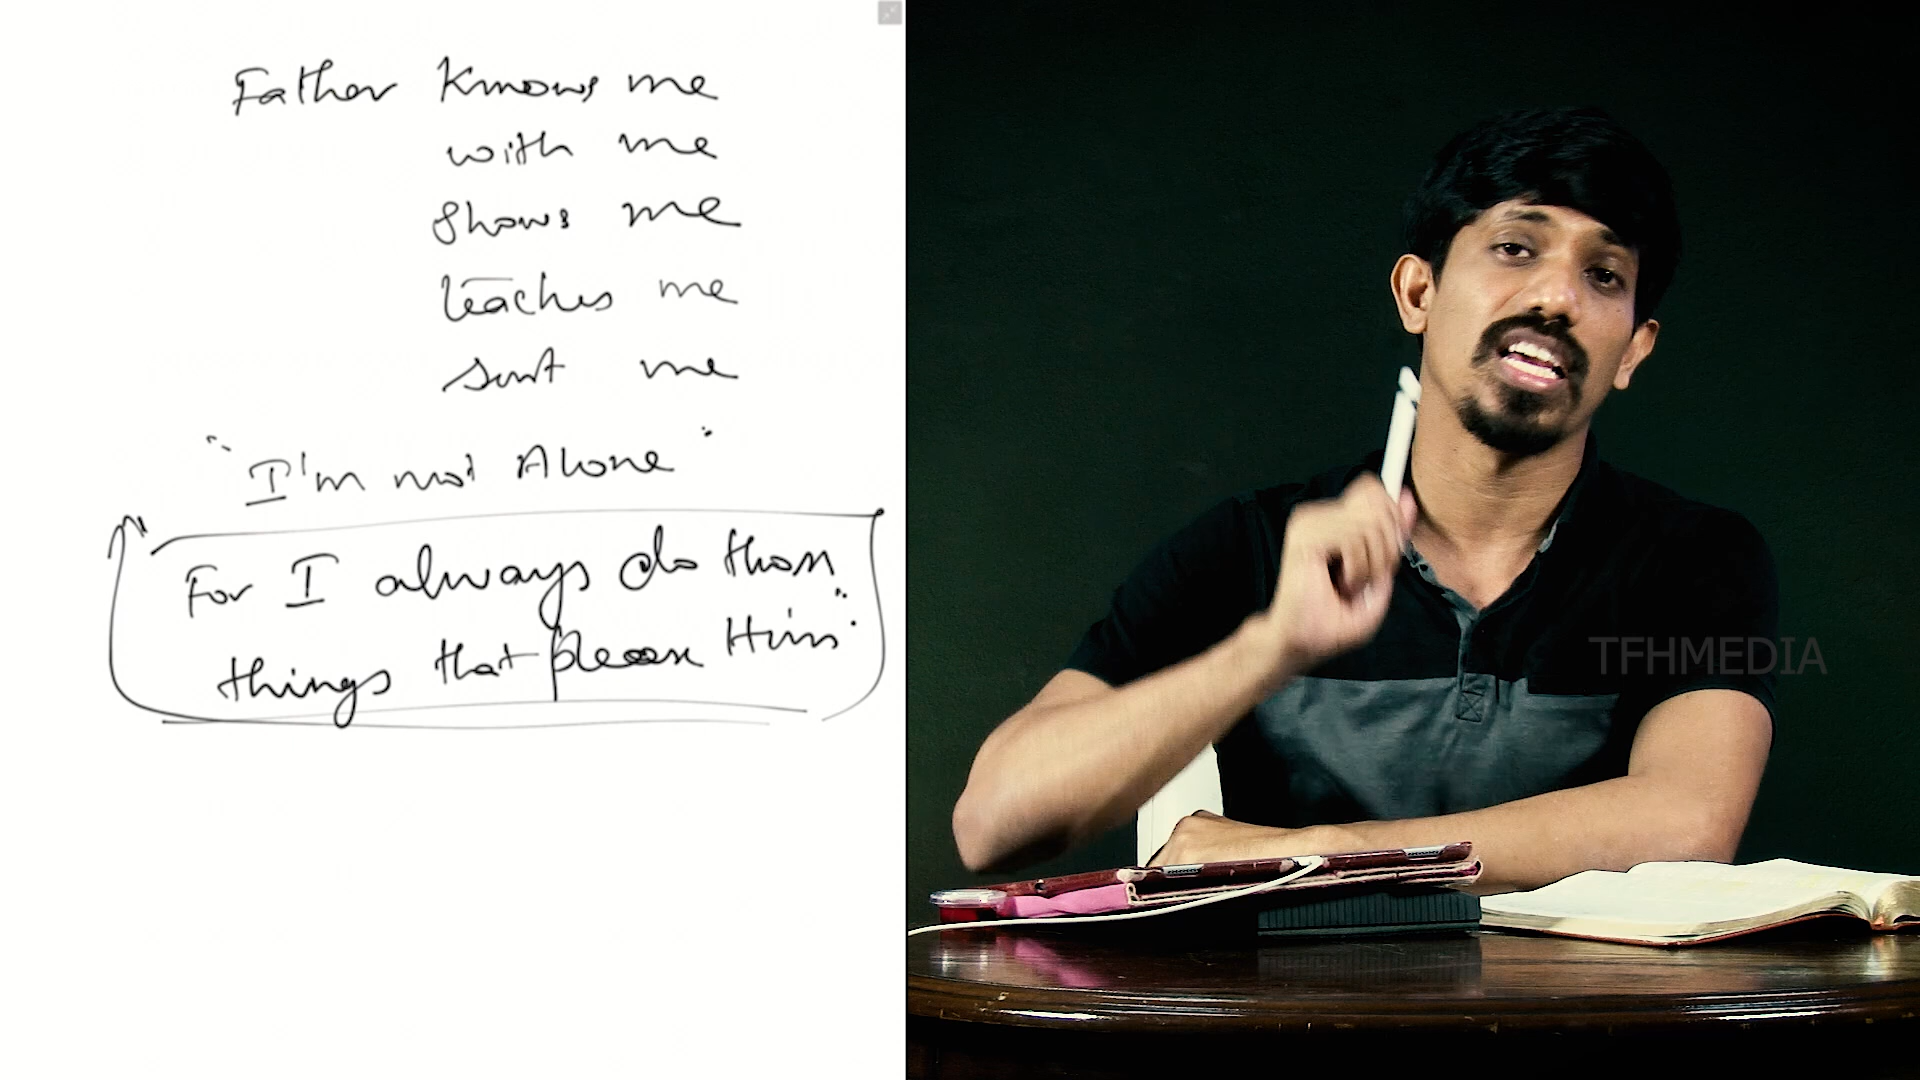 Father Knows me
with me
shows me
teaches me
sent me
"I'm not Alone"
"For I always do those
things that please Him"
TFHMEDIA